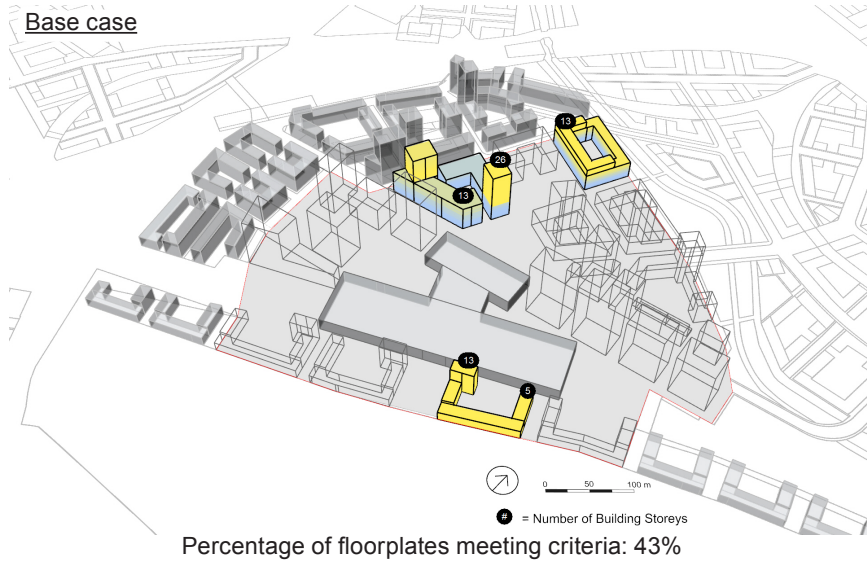 Base case
13
26
13
13
5
0 50 100 m
# = Number of Building Storeys
Percentage of floorplates meeting criteria: 43%